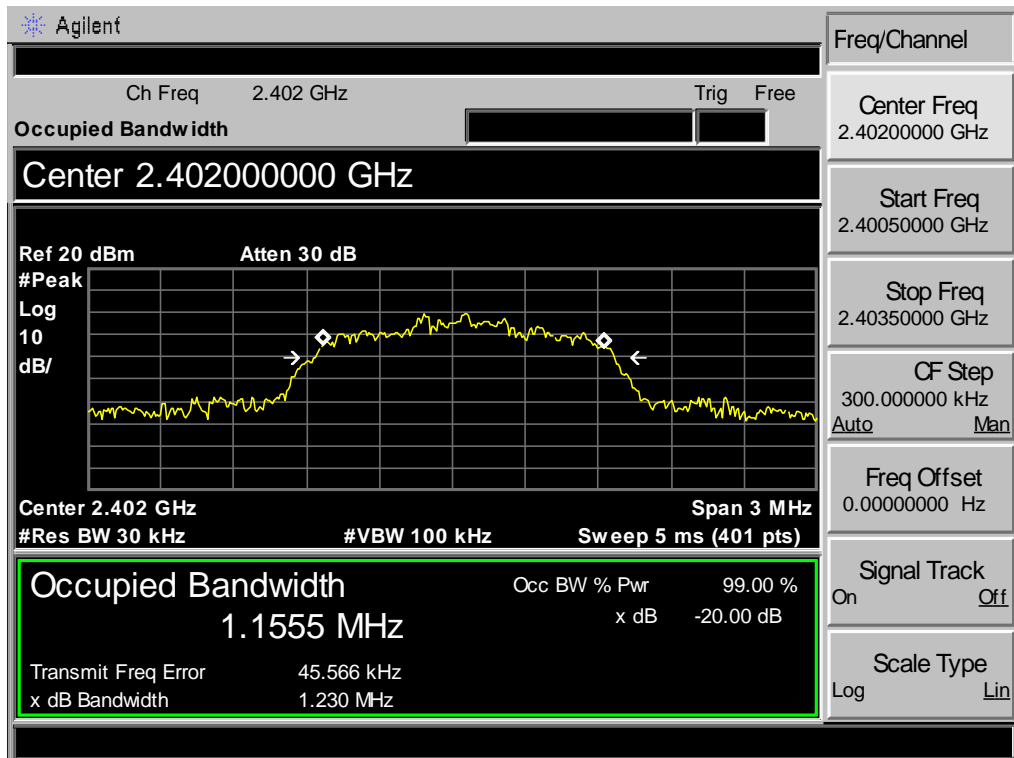 Agilent
Freq/Channel
Ch Freq 2.402 GHz Trig Free
Occupied Bandwidth
Center 2.402000000 GHz
Ref 20 dBm Atten 30 dB
#Peak
Log
10
dB/
Center 2.402 GHz Span 3 MHz
#Res BW 30 kHz #VBW 100 kHz Sweep 5 ms (401 pts)
Occupied Bandwidth
1.1555 MHz
Occ BW % Pwr 99.00 %
x dB -20.00 dB
Transmit Freq Error 45.566 kHz
x dB Bandwidth 1.230 MHz
Center Freq
2.40200000 GHz
Start Freq
2.40050000 GHz
Stop Freq
2.40350000 GHz
CF Step
300.000000 kHz
Auto Man
Freq Offset
0.00000000 Hz
Signal Track
On Off
Scale Type
Log Lin